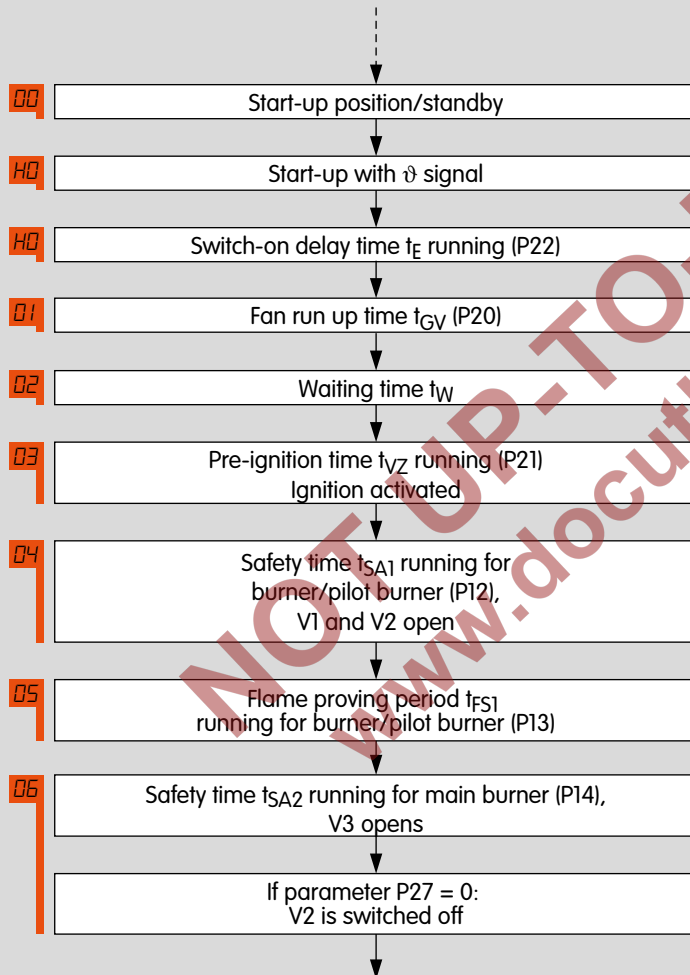 00 Start-up position/standby
H0 Start-up with ϑ signal
H0 Switch-on delay time tE running (P22)
01 Fan run up time tGV (P20)
02 Waiting time tW
03 Pre-ignition time tVZ running (P21)
Ignition activated
04 Safety time tSA1 running for
burner/pilot burner (P12),
V1 and V2 open
05 Flame proving period tFS1
running for burner/pilot burner (P13)
06 Safety time tSA2 running for main burner (P14),
V3 opens
If parameter P27 = 0:
V2 is switched off
NOT UP-TO-
www.docut